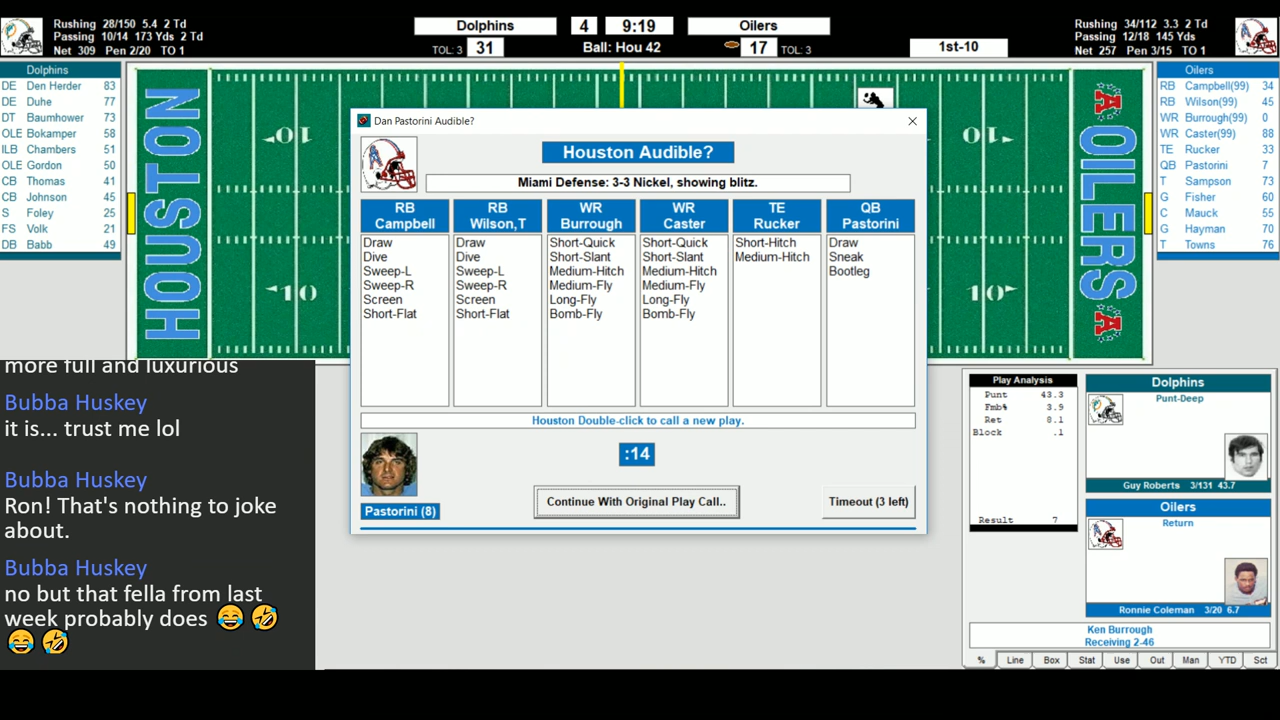 Rushing 28/150 5.4 2 Td
Passing 10/14 173 Yds 2 Td
Net 309 Pen 2/20 TO 1
Dolphins
4
9:19
Oilers
TOL: 3
31
Ball: Hou 42
17
TOL: 3
1st-10
Rushing 34/112 3.3 2 Td
Passing 12/18 145 Yds
Net 257 Pen 3/15 TO 1
Dolphins
DE Den Herder 83
DE Duhe 77
DT Baumhower 73
OLE Bokamper 58
ILB Chambers 51
OLE Gordon 50
CB Thomas 41
CB Johnson 45
S Foley 25
FS Volk 21
DB Babb 49
Oilers
RB Campbell(99) 34
RB Wilson(99) 45
WR Burrough(99) 0
WR Caster(99) 88
TE Rucker 33
QB Pastorini 7
T Sampson 73
G Fisher 60
C Mauck 55
G Hayman 70
T Towns 76
HOUSTON
10
10
10
10
A OILERS A
Dan Pastorini Audible?
Houston Audible?
Miami Defense: 3-3 Nickel, showing blitz.
RB
Campbell
Draw
Dive
Sweep-L
Sweep-R
Screen
Short-Flat
RB
Wilson,T
Draw
Dive
Sweep-L
Sweep-R
Screen
Short-Flat
WR
Burrough
Short-Quick
Short-Slant
Medium-Hitch
Medium-Fly
Long-Fly
Bomb-Fly
WR
Caster
Short-Quick
Short-Slant
Medium-Hitch
Medium-Fly
Long-Fly
Bomb-Fly
TE
Rucker
Short-Hitch
Medium-Hitch
QB
Pastorini
Draw
Sneak
Bootleg
Houston Double-click to call a new play.
:14
Pastorini (8)
Continue With Original Play Call..
Timeout (3 left)
more full and luxurious
Bubba Huskey
it is... trust me lol
Bubba Huskey
Ron! That's nothing to joke
about.
Bubba Huskey
no but that fella from last
week probably does 😂 🤣
😂 🤣
Play Analysis
Punt 43.3
Fmb% 3.9
Ret 8.1
Block .1
Result 7
Dolphins
Punt-Deep
Guy Roberts 3/131 43.7
Oilers
Return
Ronnie Coleman 3/20 6.7
Ken Burrough
Receiving 2-46
% Line Box Stat Use Out Man YTD Sct